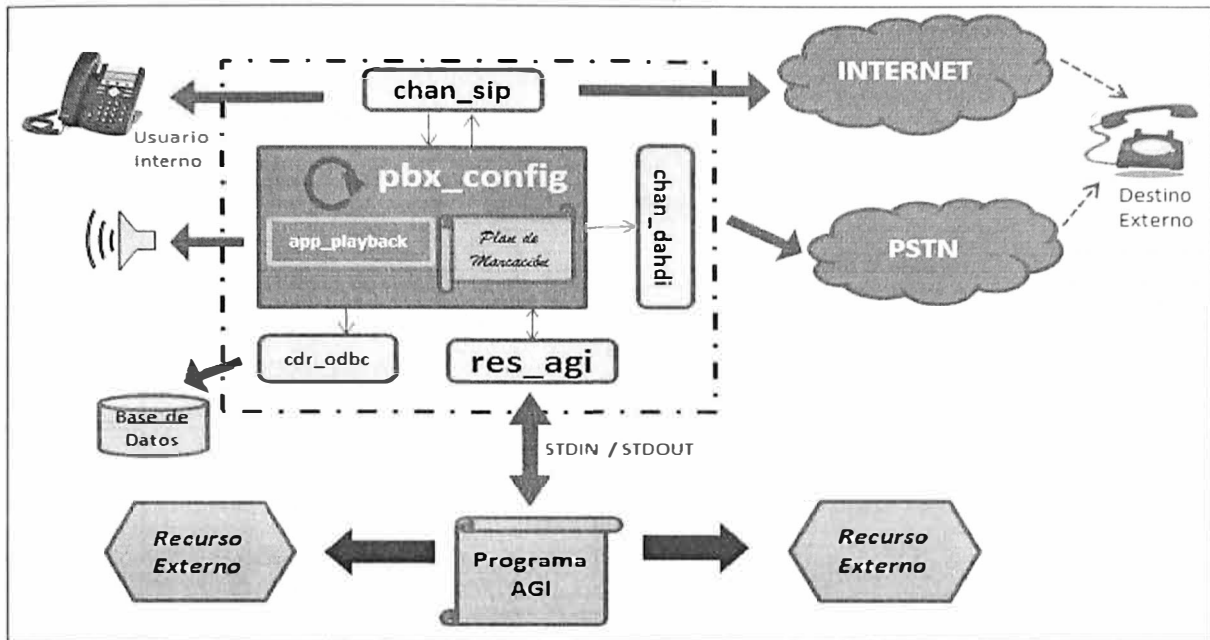 INTERNET
chan_sip
Usuario
Interno
pbx_config
chan_dahdi
Destino
Externo
app_playback
Plan de
Marcación
PSTN
cdr_odbc
res_agi
Base de
Datos
STDIN / STDOUT
Recurso
Externo
Programa
AGI
Recurso
Externo